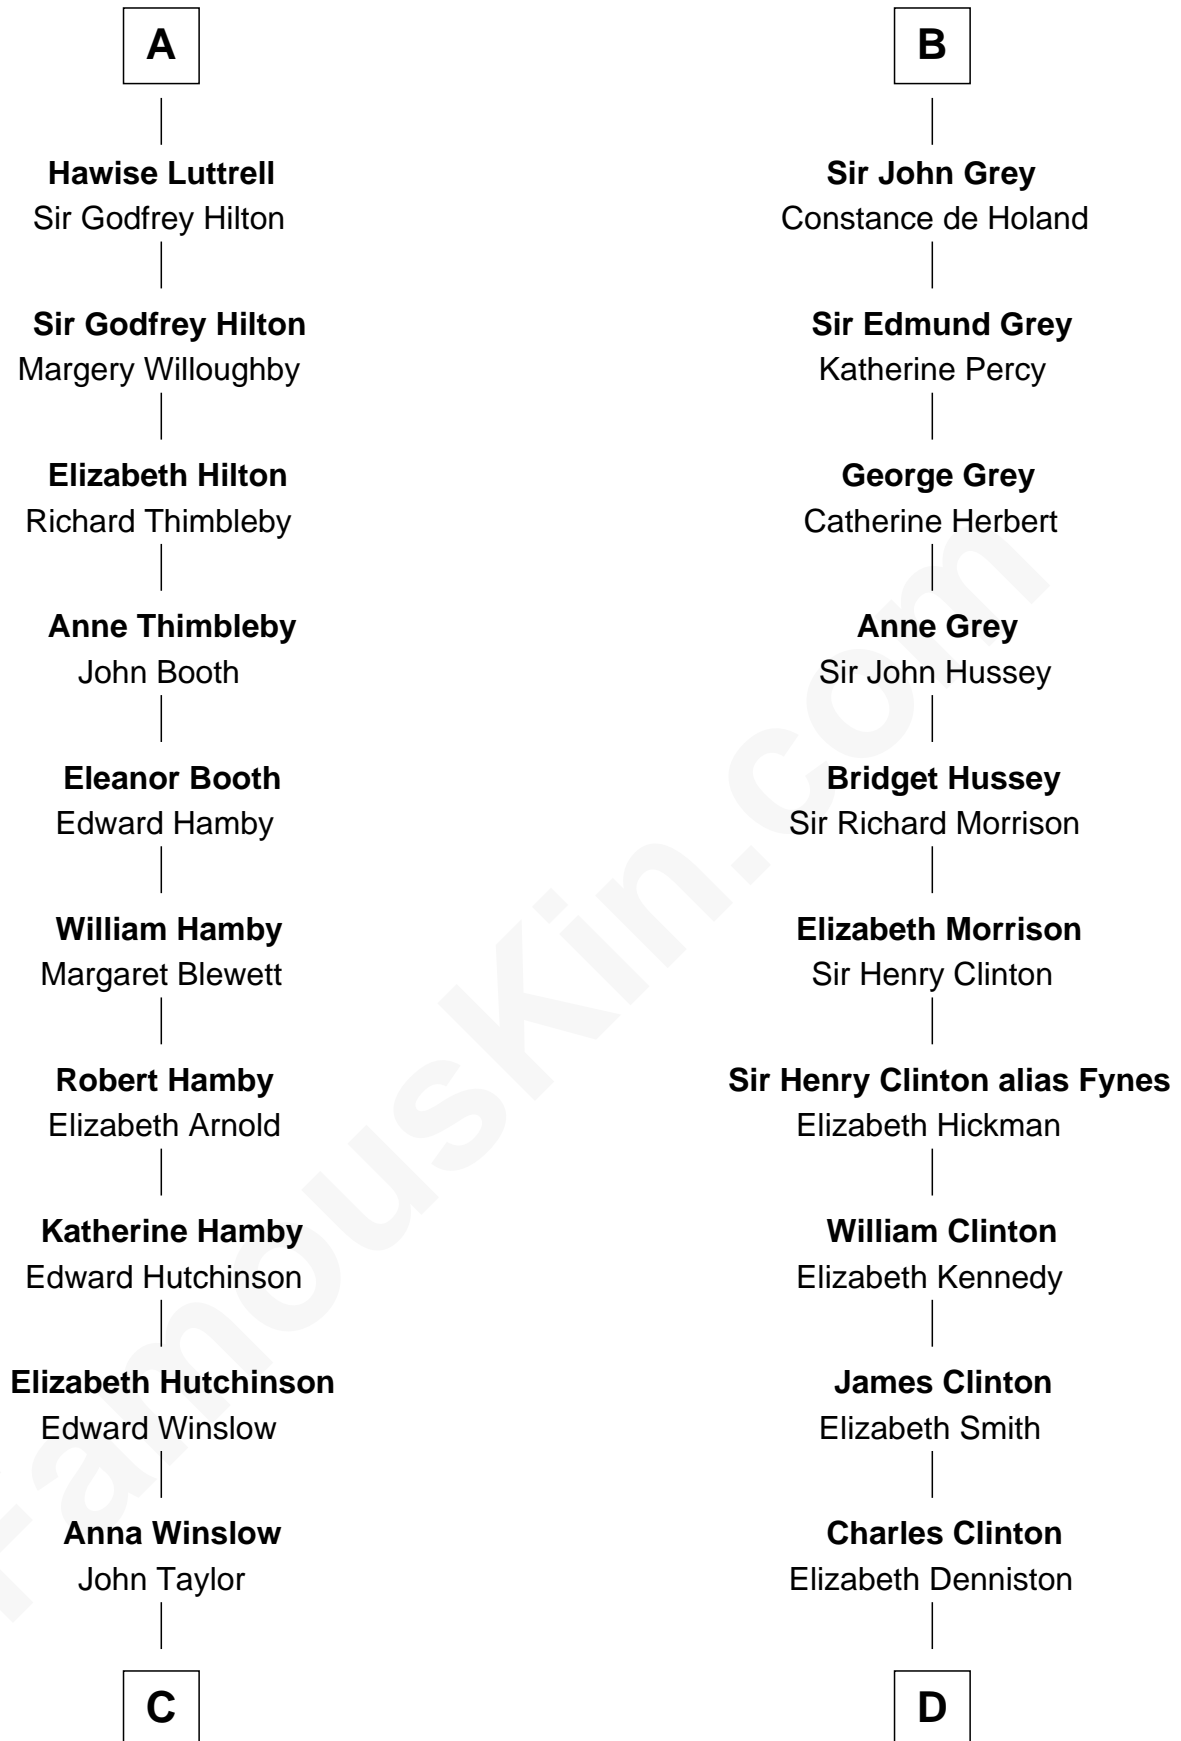 A
Hawise Luttrell
Sir Godfrey Hilton
Sir Godfrey Hilton
Margery Willoughby
Elizabeth Hilton
Richard Thimbleby
Anne Thimbleby
John Booth
Eleanor Booth
Edward Hamby
William Hamby
Margaret Blewett
Robert Hamby
Elizabeth Arnold
Katherine Hamby
Edward Hutchinson
Elizabeth Hutchinson
Edward Winslow
Anna Winslow
John Taylor
C
B
Sir John Grey
Constance de Holand
Sir Edmund Grey
Katherine Percy
George Grey
Catherine Herbert
Anne Grey
Sir John Hussey
Bridget Hussey
Sir Richard Morrison
Elizabeth Morrison
Sir Henry Clinton
Sir Henry Clinton alias Fynes
Elizabeth Hickman
William Clinton
Elizabeth Kennedy
James Clinton
Elizabeth Smith
Charles Clinton
Elizabeth Denniston
D
FamousKin.com